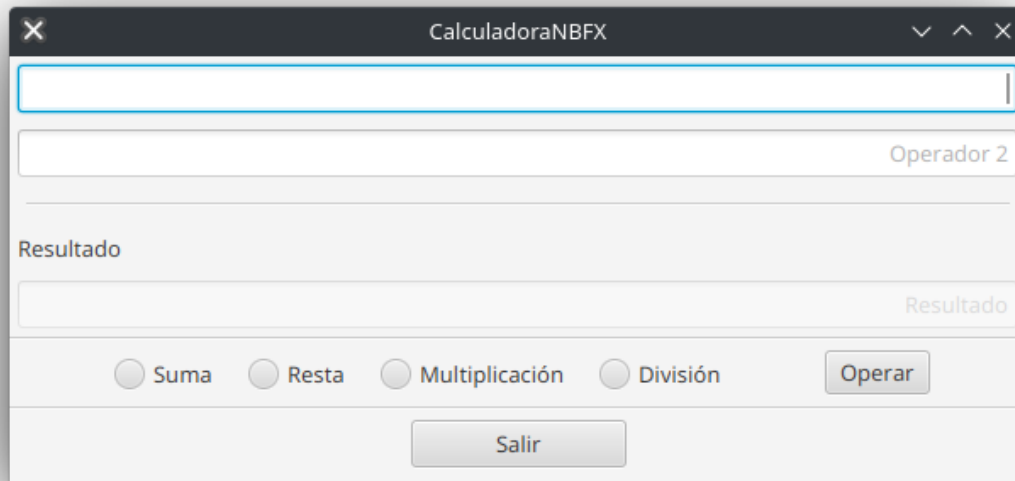 CalculadoraNBFX
Operador 2
Resultado
Resultado
Suma Resta Multiplicación División Operar
Salir